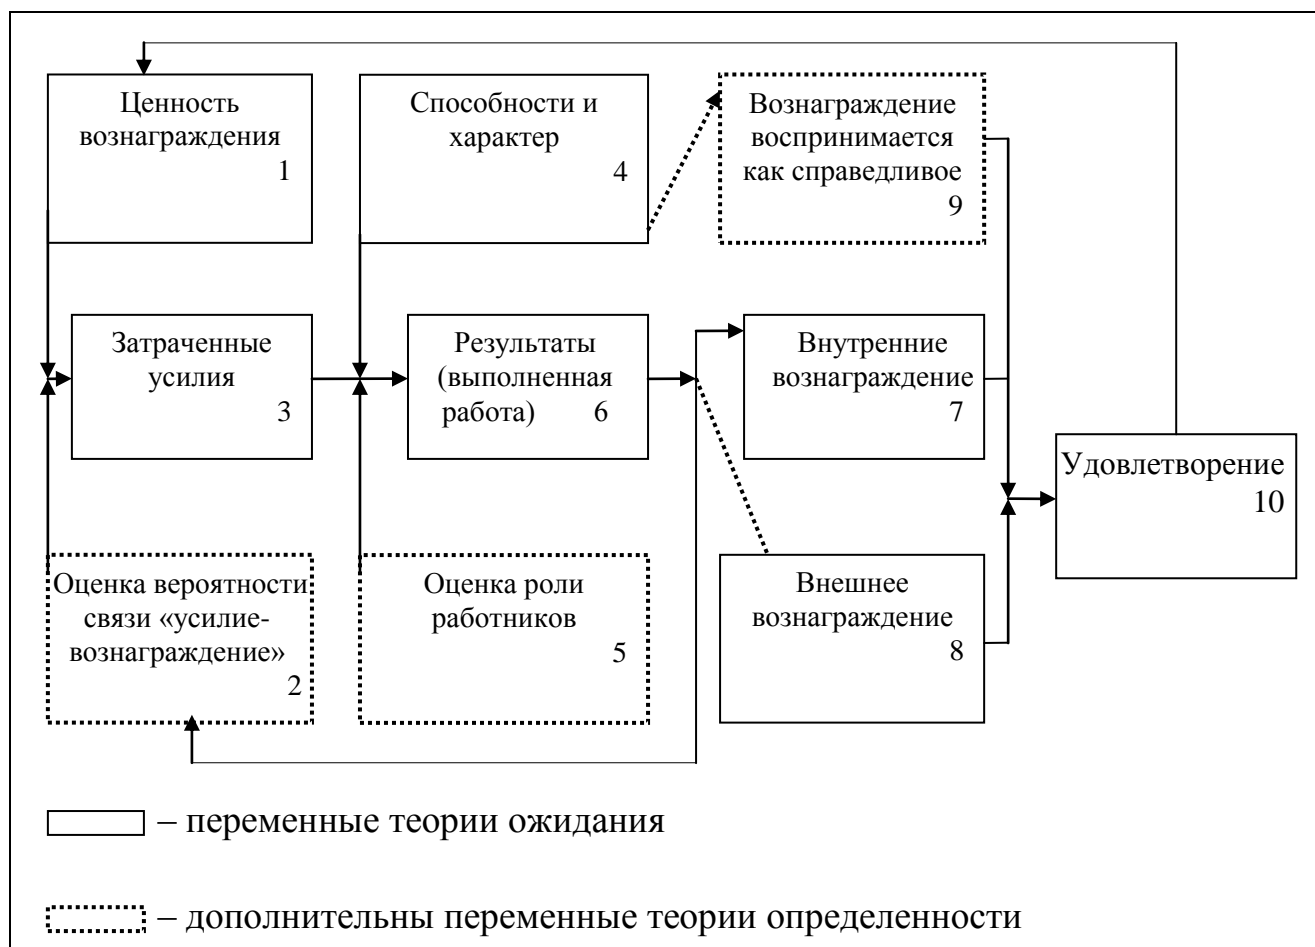 Ценность
вознаграждения
1
Способности и
характер
4
Вознаграждение
воспринимается
как справедливое
9
Затраченные
усилия
3
Результаты
(выполненная
работа) 6
Внутренние
вознаграждение
7
Удовлетворение
10
Оценка вероятности
связи «усилие-
вознаграждение»
2
Оценка роли
работников
5
Внешнее
вознаграждение
8
– переменные теории ожидания
– дополнительны переменные теории определенности